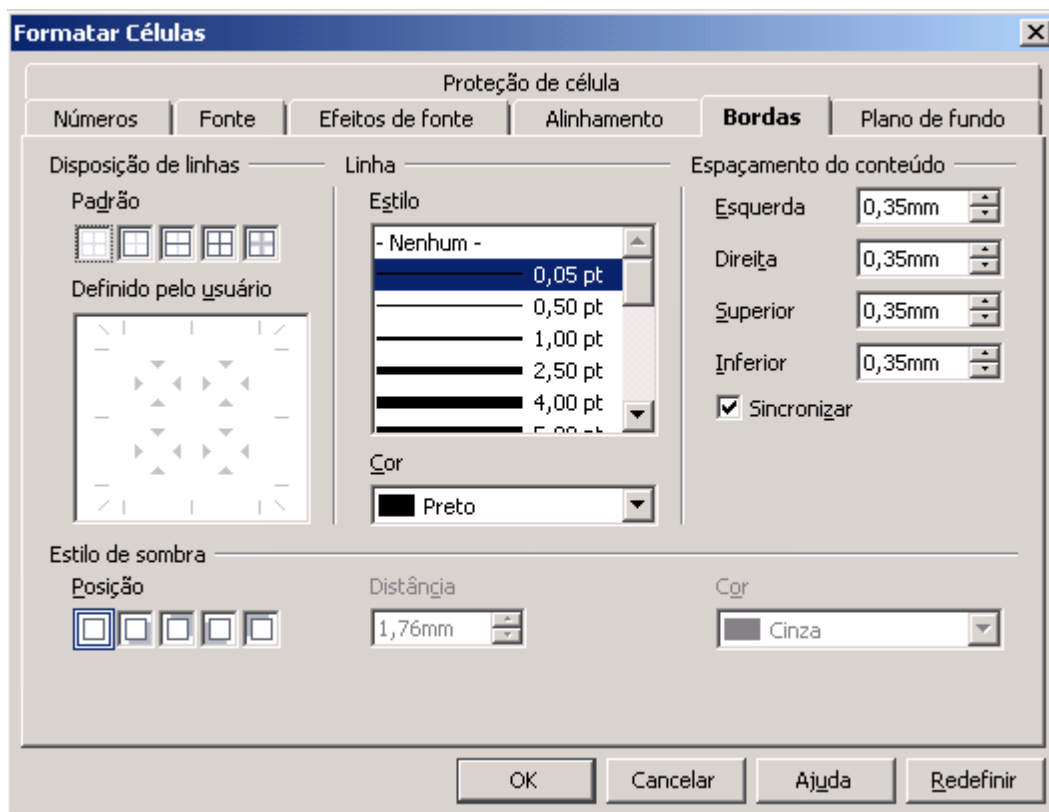 Formatar Células
Proteção de célula
Números Fonte Efeitos de fonte Alinhamento Bordas Plano de fundo
Disposição de linhas
Padrão
Definido pelo usuário
Linha
Estilo
- Nenhum -
0,05 pt
0,50 pt
1,00 pt
2,50 pt
4,00 pt
Cor
Preto
Espaçamento do conteúdo
Esquerda 0,35mm
Direita 0,35mm
Superior 0,35mm
Inferior 0,35mm
Sincronizar
Estilo de sombra
Posição
Distância
1,76mm
Cor
Cinza
OK Cancelar Ajuda Redefinir